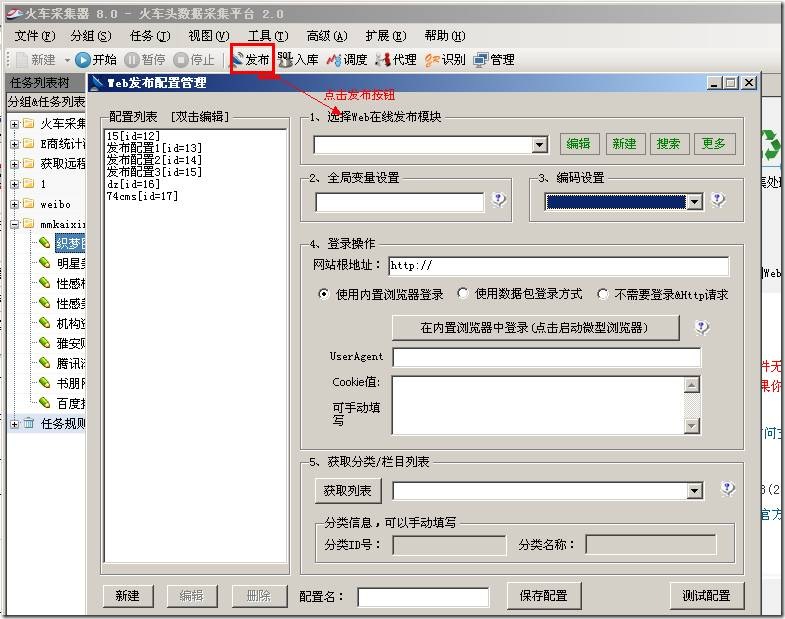 火车采集器 8.0 - 火车头数据采集平台 2.0
文件(F) 分组(S) 任务(T) 视图(V) 工具(T) 高级(A) 扩展(E) 帮助(H)
新建 开始 暂停 停止 发布 SQL 入库 调度 代理 识别 管理
任务列表树
分组&任务列表
火车采集
E商统计
获取远程
1
weibo
mmkaixin
织梦
明星
性感
性感
机构
雅安
腾讯
书朋
百度
任务规则
Web发布配置管理
点击发布按钮
配置列表 [双击编辑]
15[id=12]
发布配置1[id=13]
发布配置2[id=14]
发布配置3[id=15]
dz[id=16]
74cms[id=17]
新建 编辑 删除
1、选择Web在线发布模块
编辑 新建 搜索 更多
2、全局变量设置
3、编码设置
4、登录操作
网站根地址： http://
使用内置浏览器登录 使用数据包登录方式 不需要登录&Http请求
在内置浏览器中登录(点击启动微型浏览器)
UserAgent
Cookie值:
可手动填
写
5、获取分类/栏目列表
获取列表
分类信息，可以手动填写
分类ID号： 分类名称：
配置名： 保存配置 测试配置
Web
件无
果你
问
3(2
官方